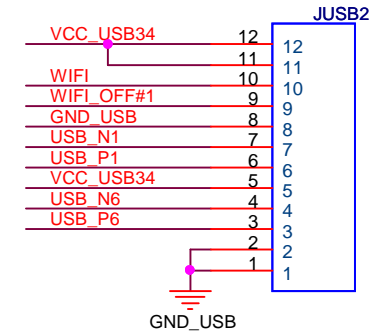 JUSB2
VCC_USB34 12 12
11 11
WIFI 10 10
WIFI_OFF#1 9 9
GND_USB 8 8
USB_N1 7 7
USB_P1 6 6
VCC_USB34 5 5
USB_N6 4 4
USB_P6 3 3
2 2
1 1
GND_USB